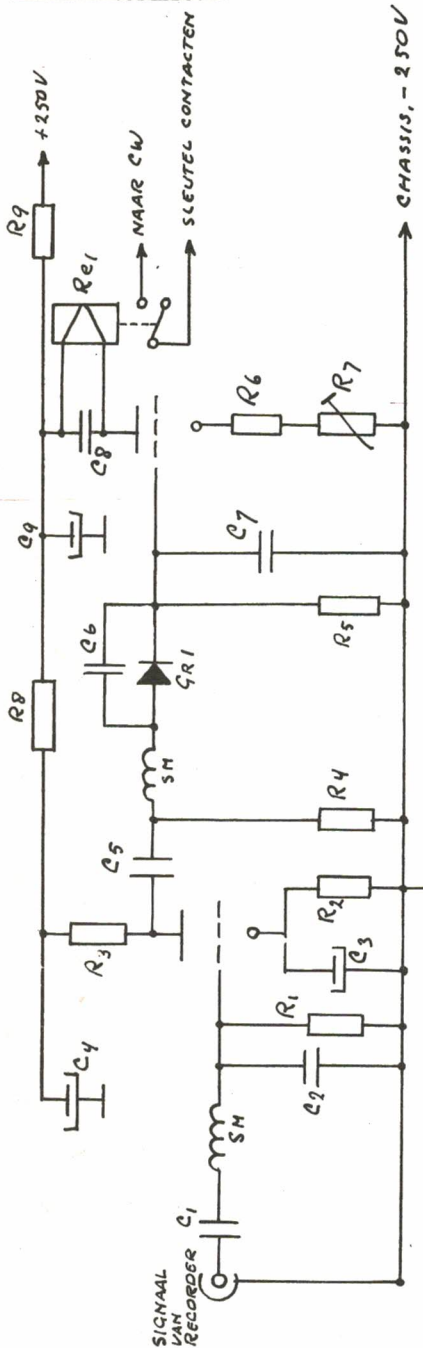 R9
+250V
Re1
NAAR CW
SLEUTEL CONTACTEN
C8
C9
R8
C6
GR1
SM
C5
R3
C4
R6
R7
C7
R5
R4
R2
C3
R1
C2
SM
C1
SIGNAAL
VAN
RECORDER
CHASSIS, - 250V